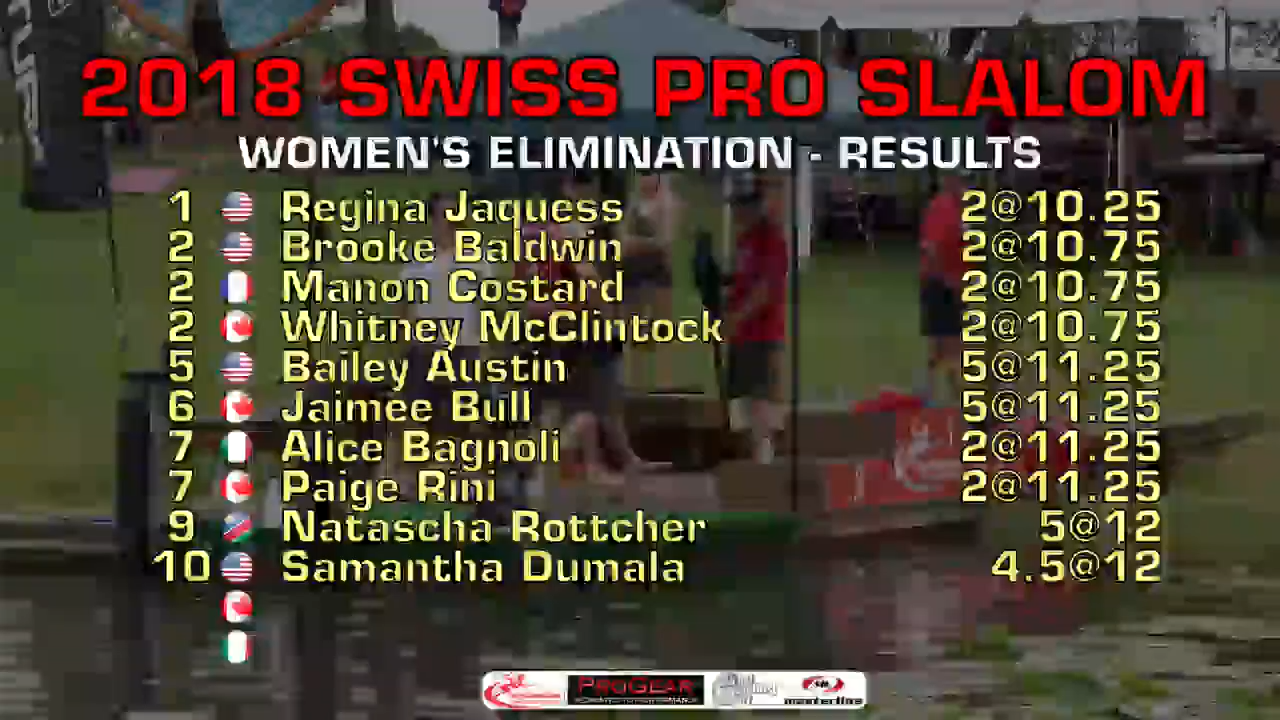 2018 SWISS PRO SLALOM
WOMEN'S ELIMINATION - RESULTS
1 Regina Jaquess 2@10.25
2 Brooke Baldwin 2@10.75
2 Manon Costard 2@10.75
2 Whitney McClintock 2@10.75
5 Bailey Austin 5@11.25
6 Jaimee Bull 5@11.25
7 Alice Bagnoli 2@11.25
7 Paige Rini 2@11.25
9 Natascha Rottcher 5@12
10 Samantha Dumala 4.5@12
PROGEAR masterline